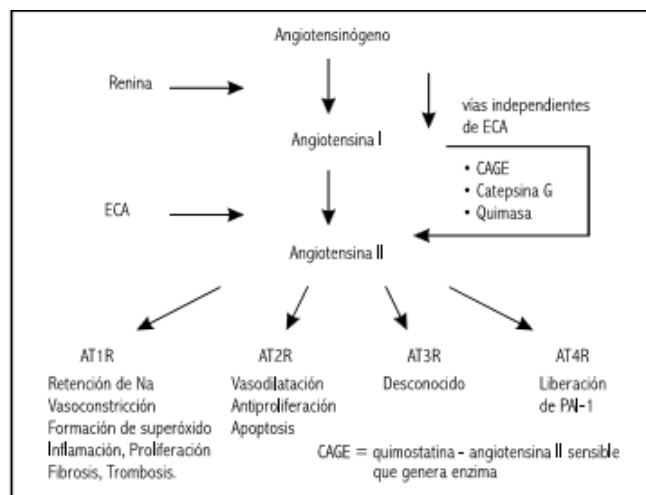 Angiotensinógeno
Renina
vías independientes
de ECA
Angiotensina I
• CAGE
• Catepsina G
• Quimasa
ECA
Angiotensina II
AT1R
Retención de Na
Vasoconstricción
Formación de superóxido
Inflamación, Proliferación
Fibrosis, Trombosis.
AT2R
Vasodilatación
Antiproliferación
Apoptosis
AT3R
Desconocido
AT4R
Liberación
de PAI-1
CAGE = quimostatina - angiotensina II sensible
que genera enzima